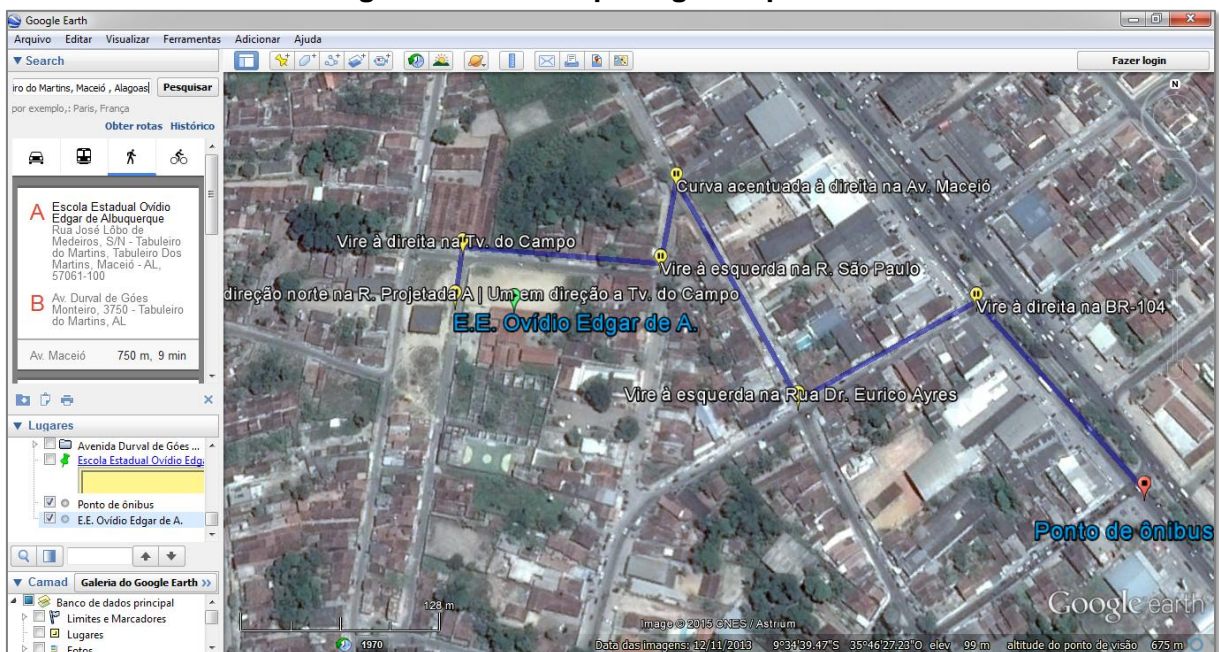 Google Earth
Arquivo Editar Visualizar Ferramentas Adicionar Ajuda
Search
iro do Martins, Maceió , Alagoas
Pesquisar
por exemplo,: Paris, França
Obter rotas Histórico
A Escola Estadual Ovídio
Edgar de Albuquerque
Rua José Lôbo de
Medeiros, S/N - Tabuleiro
do Martins, Tabuleiro Dos
Martins, Maceió - AL,
57061-100
B Av. Durval de Góes
Monteiro, 3750 - Tabuleiro
do Martins, AL
Av. Maceió 750 m, 9 min
Lugares
Avenida Durval de Góes ...
Escola Estadual Ovídio Edg
Ponto de ônibus
E.E. Ovídio Edgar de A.
Camad Galeria do Google Earth >>
Banco de dados principal
Limites e Marcadores
Lugares
Fotos
Fazer login
N
Curva acentuada à direita na Av. Maceió
Vire à direita na Tv. do Campo
Vire à esquerda na R. São Paulo
direção norte na R. Projetada A | Um em direção a Tv. do Campo
Vire à direita na BR-104
E.E. Ovídio Edgar de A.
Vire à esquerda na Rua Dr. Eurico Ayres
Ponto de ônibus
128 m
Google earth
Image © 2015 CNES / Astrium
1970
Data das imagens: 12/11/2013 9°34'39.47"S 35°46'27.23"O elev 99 m altitude do ponto de visão 675 m